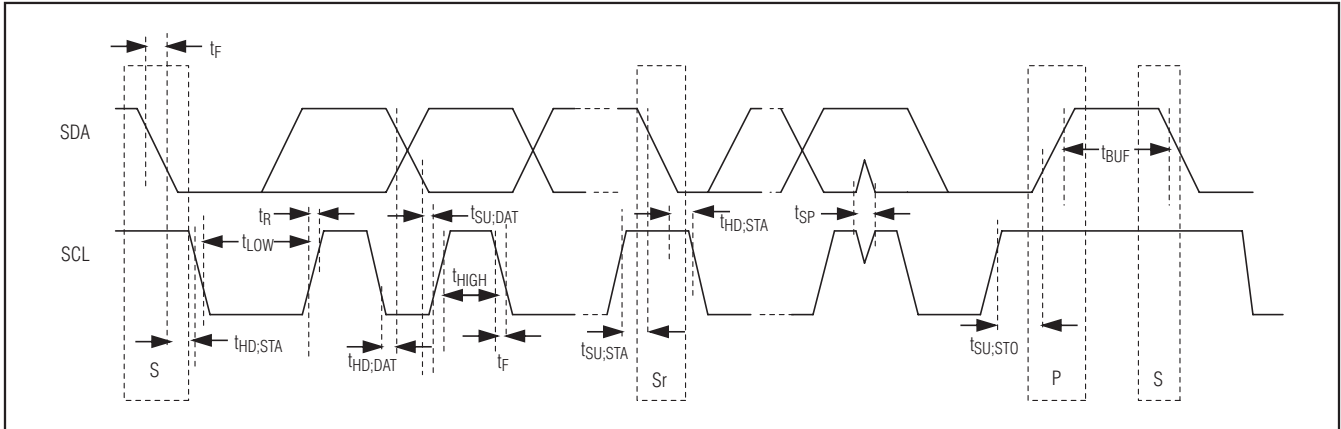 tF
SDA
tBUF
tR
tSU;DAT
tSP
tHD;STA
tLOW
SCL
tHIGH
tHD;STA
tHD;DAT
tF
tSU;STA
tSU;STO
S
Sr
P
S